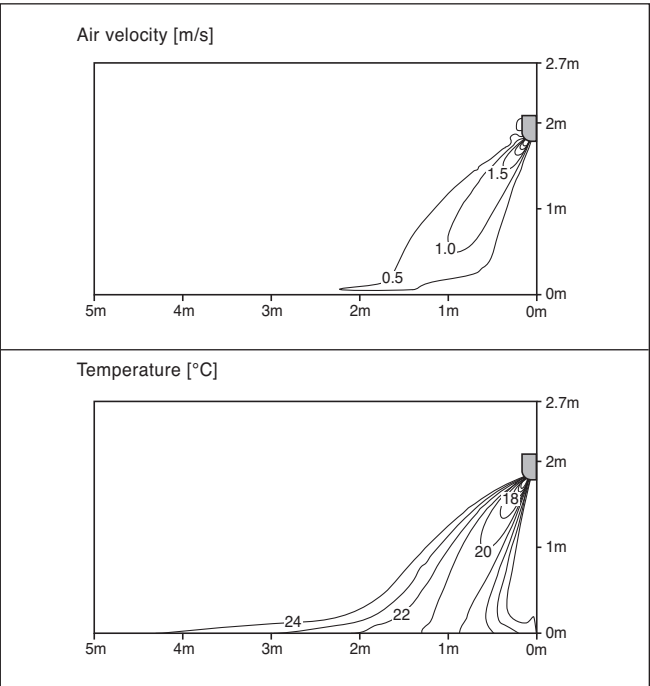 Air velocity [m/s]
2.7m
2m
1.5
1m
1.0
0.5
0m
5m 4m 3m 2m 1m 0m
Temperature [°C]
2.7m
2m
18
1m
20
22
24
0m
5m 4m 3m 2m 1m 0m